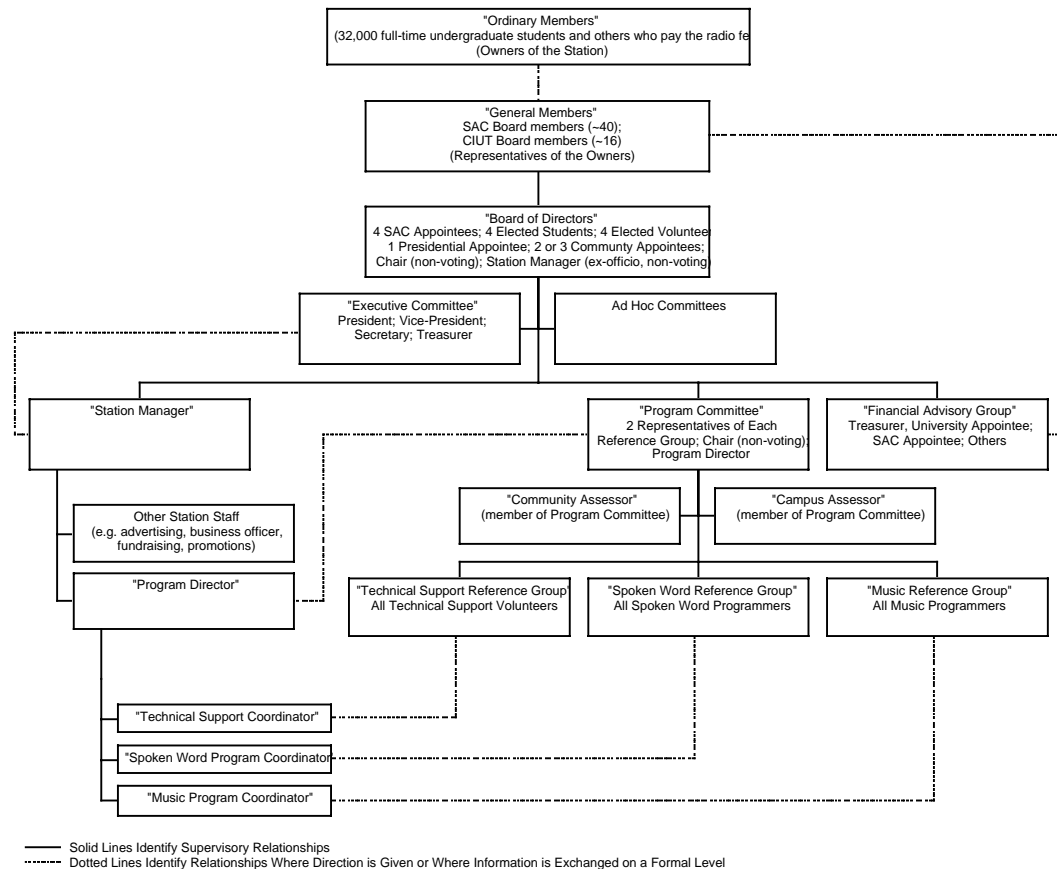 "Ordinary Members"
(32,000 full-time undergraduate students and others who pay the radio fe
(Owners of the Station)
"General Members"
SAC Board members (~40);
CIUT Board members (~16)
(Representatives of the Owners)
"Board of Directors"
4 SAC Appointees; 4 Elected Students; 4 Elected Voluntee
1 Presidential Appointee; 2 or 3 Communty Appointees;
Chair (non-voting); Station Manager (ex-officio, non-voting)
"Executive Committee"
President; Vice-President;
Secretary; Treasurer
Ad Hoc Committees
"Station Manager"
"Program Committee"
2 Representatives of Each
Reference Group; Chair (non-voting);
Program Director
"Financial Advisory Group"
Treasurer, University Appointee;
SAC Appointee; Others
"Community Assessor"
(member of Program Committee)
"Campus Assessor"
(member of Program Committee)
Other Station Staff
(e.g. advertising, business officer,
fundraising, promotions)
"Program Director"
"Technical Support Reference Group"
All Technical Support Volunteers
"Spoken Word Reference Group"
All Spoken Word Programmers
"Music Reference Group"
All Music Programmers
"Technical Support Coordinator"
"Spoken Word Program Coordinator"
"Music Program Coordinator"
Solid Lines Identify Supervisory Relationships
Dotted Lines Identify Relationships Where Direction is Given or Where Information is Exchanged on a Formal Level